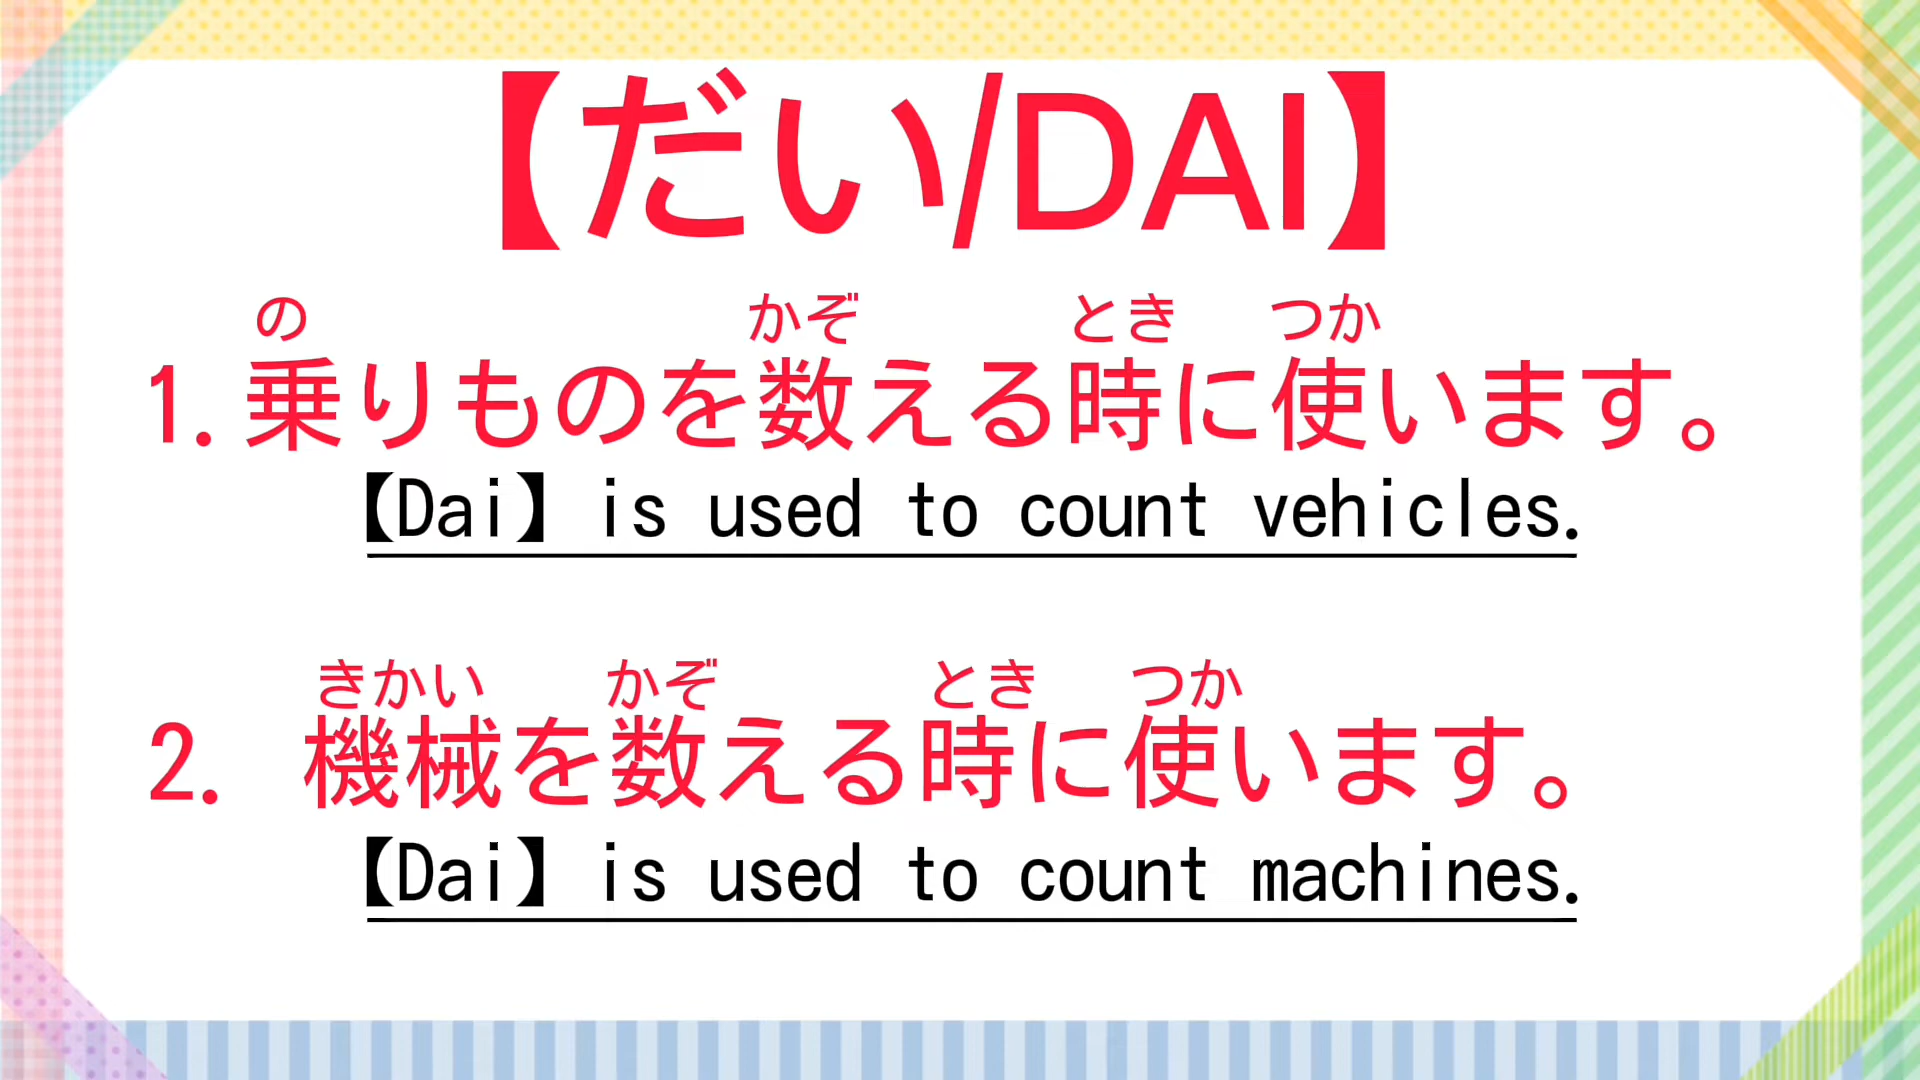 【だい/DAI】
の かぞ とき つか
1.乗りものを数える時に使います。
【Dai】 is used to count vehicles.
きかい かぞ とき つか
2. 機械を数える時に使います。
【Dai】 is used to count machines.